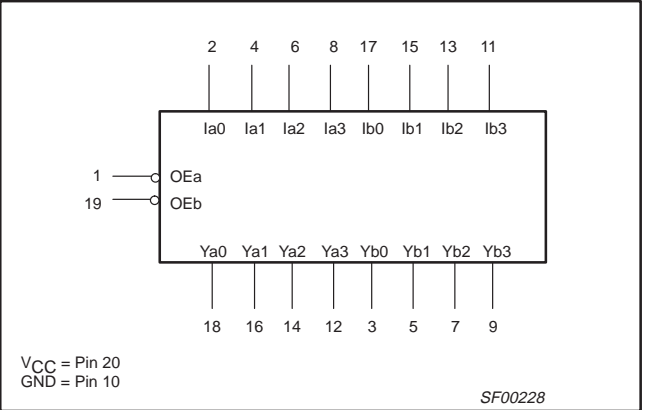 2 4 6 8 17 15 13 11
Ia0 Ia1 Ia2 Ia3 Ib0 Ib1 Ib2 Ib3
1 OEa
19 OEb
Ya0 Ya1 Ya2 Ya3 Yb0 Yb1 Yb2 Yb3
18 16 14 12 3 5 7 9
VCC = Pin 20
GND = Pin 10
SF00228